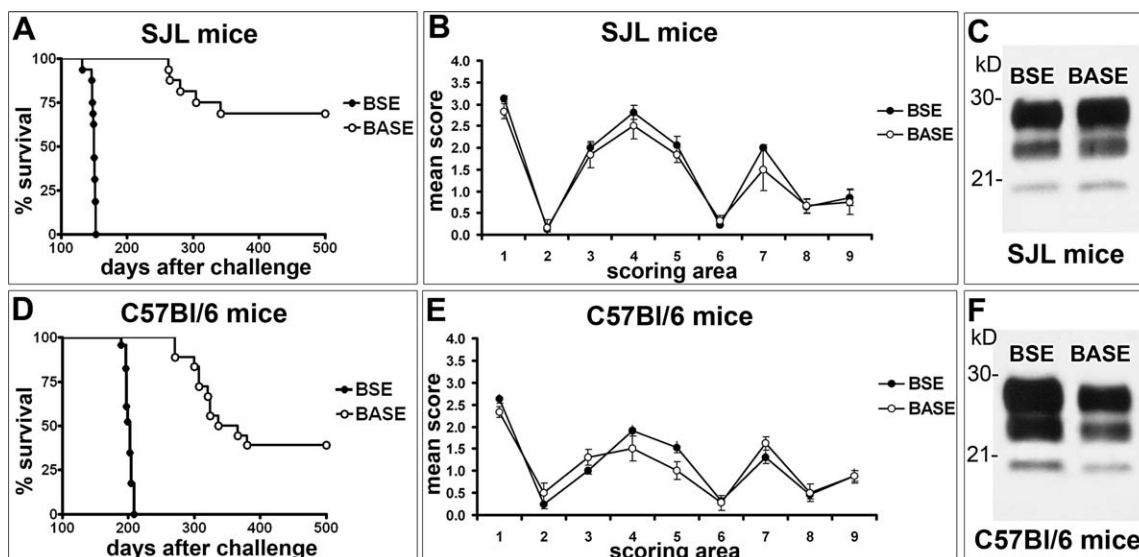 A
SJL mice
% survival
100
75
50
25
0
100 200 300 400 500
days after challenge
BSE
BASE
B
SJL mice
mean score
4.0
3.5
3.0
2.5
2.0
1.5
1.0
0.5
0.0
1 2 3 4 5 6 7 8 9
scoring area
BSE
BASE
C
kD
BSE BASE
30-
21-
SJL mice
D
C57Bl/6 mice
% survival
100
75
50
25
0
100 200 300 400 500
days after challenge
BSE
BASE
E
C57Bl/6 mice
mean score
4.0
3.5
3.0
2.5
2.0
1.5
1.0
0.5
0.0
1 2 3 4 5 6 7 8 9
scoring area
BSE
BASE
F
kD
BSE BASE
30-
21-
C57Bl/6 mice